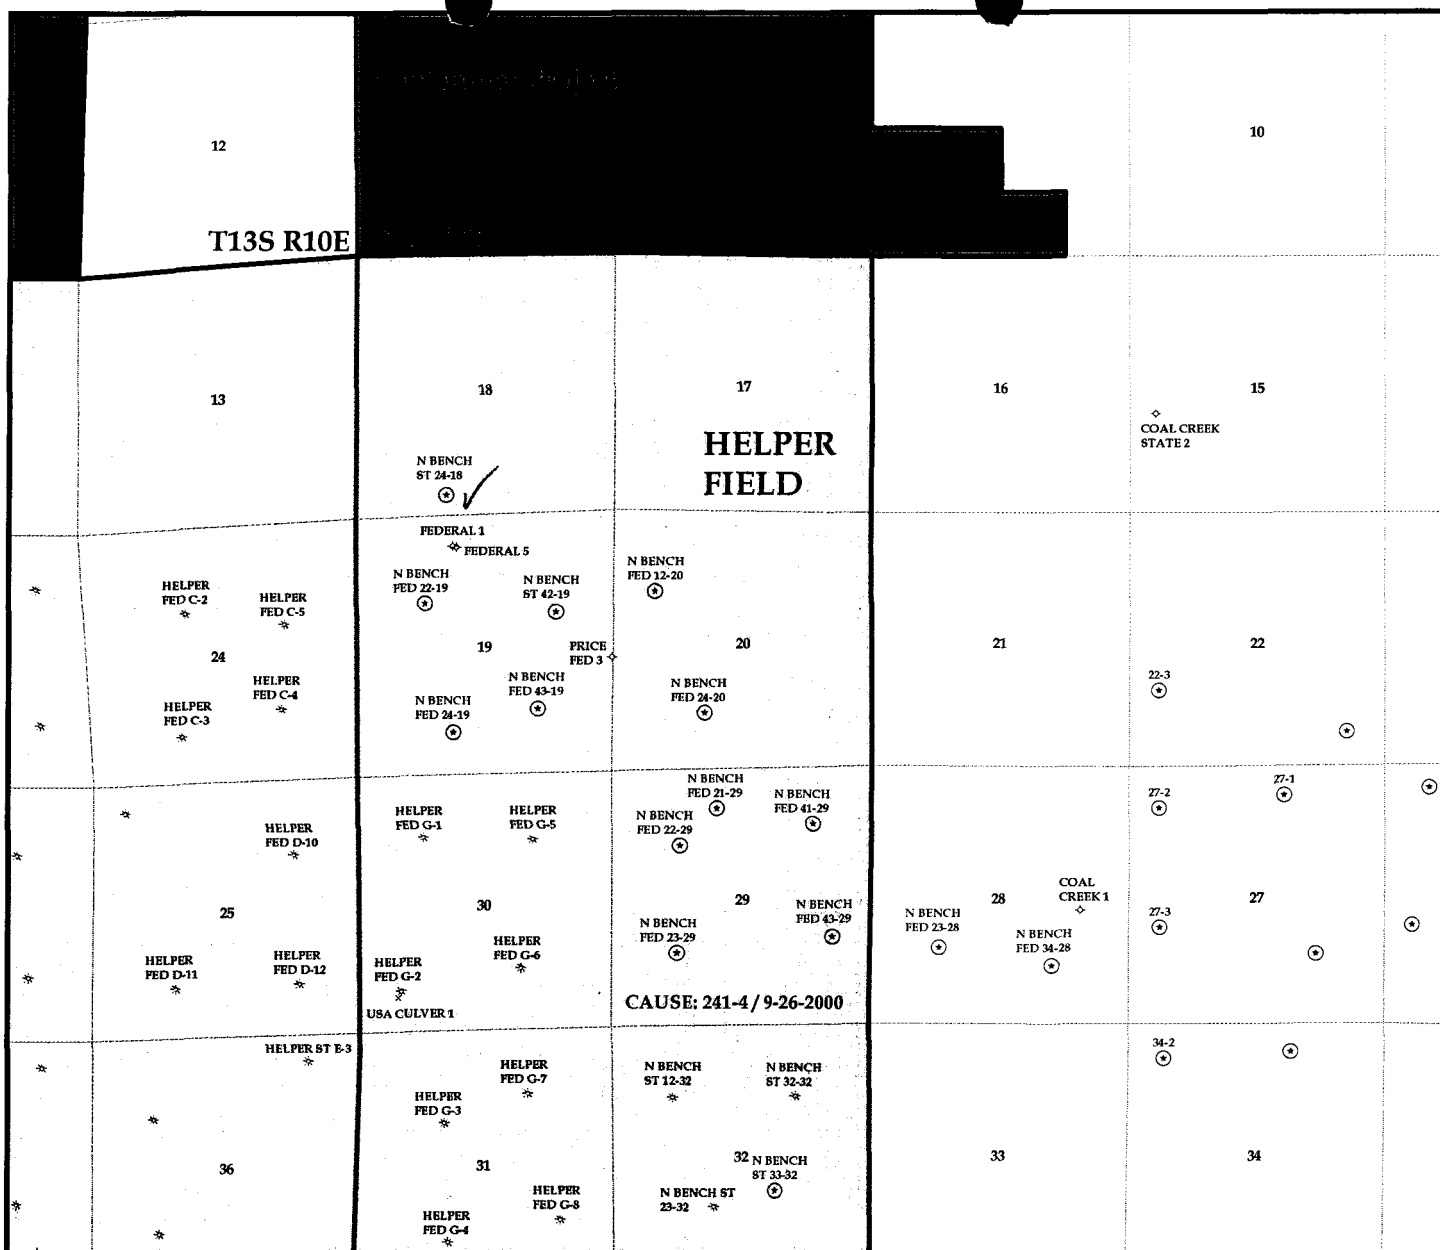 12
10
T13S R10E
13
18
17
16
15
HELPER
FIELD
COAL CREEK
STATE 2
N BENCH
ST 24-18
FEDERAL 1
FEDERAL 5
N BENCH
FED 22-19
N BENCH
ST 42-19
N BENCH
FED 12-20
HELPER
FED C-2
HELPER
FED C-5
24
19
PRICE
FED 3
20
21
22
HELPER
FED C-4
HELPER
FED C-3
N BENCH
FED 24-19
N BENCH
FED 43-19
N BENCH
FED 24-20
22-3
N BENCH
FED 21-29
N BENCH
FED 41-29
N BENCH
FED 22-29
27-2
27-1
HELPER
FED D-10
HELPER
FED G-1
HELPER
FED G-5
25
30
29
28
27
COAL
CREEK 1
N BENCH
FED 43-29
N BENCH
FED 23-28
N BENCH
FED 34-28
27-3
N BENCH
FED 23-29
HELPER
FED D-11
HELPER
FED D-12
HELPER
FED G-2
HELPER
FED G-6
USA CULVER 1
CAUSE: 241-4 / 9-26-2000
HELPER ST E-3
HELPER
FED G-7
HELPER
FED G-3
N BENCH
ST 12-32
N BENCH
ST 32-32
34-2
36
31
32
33
34
N BENCH
ST 33-32
N BENCH ST
23-32
HELPER
FED G-8
HELPER
FED G-4